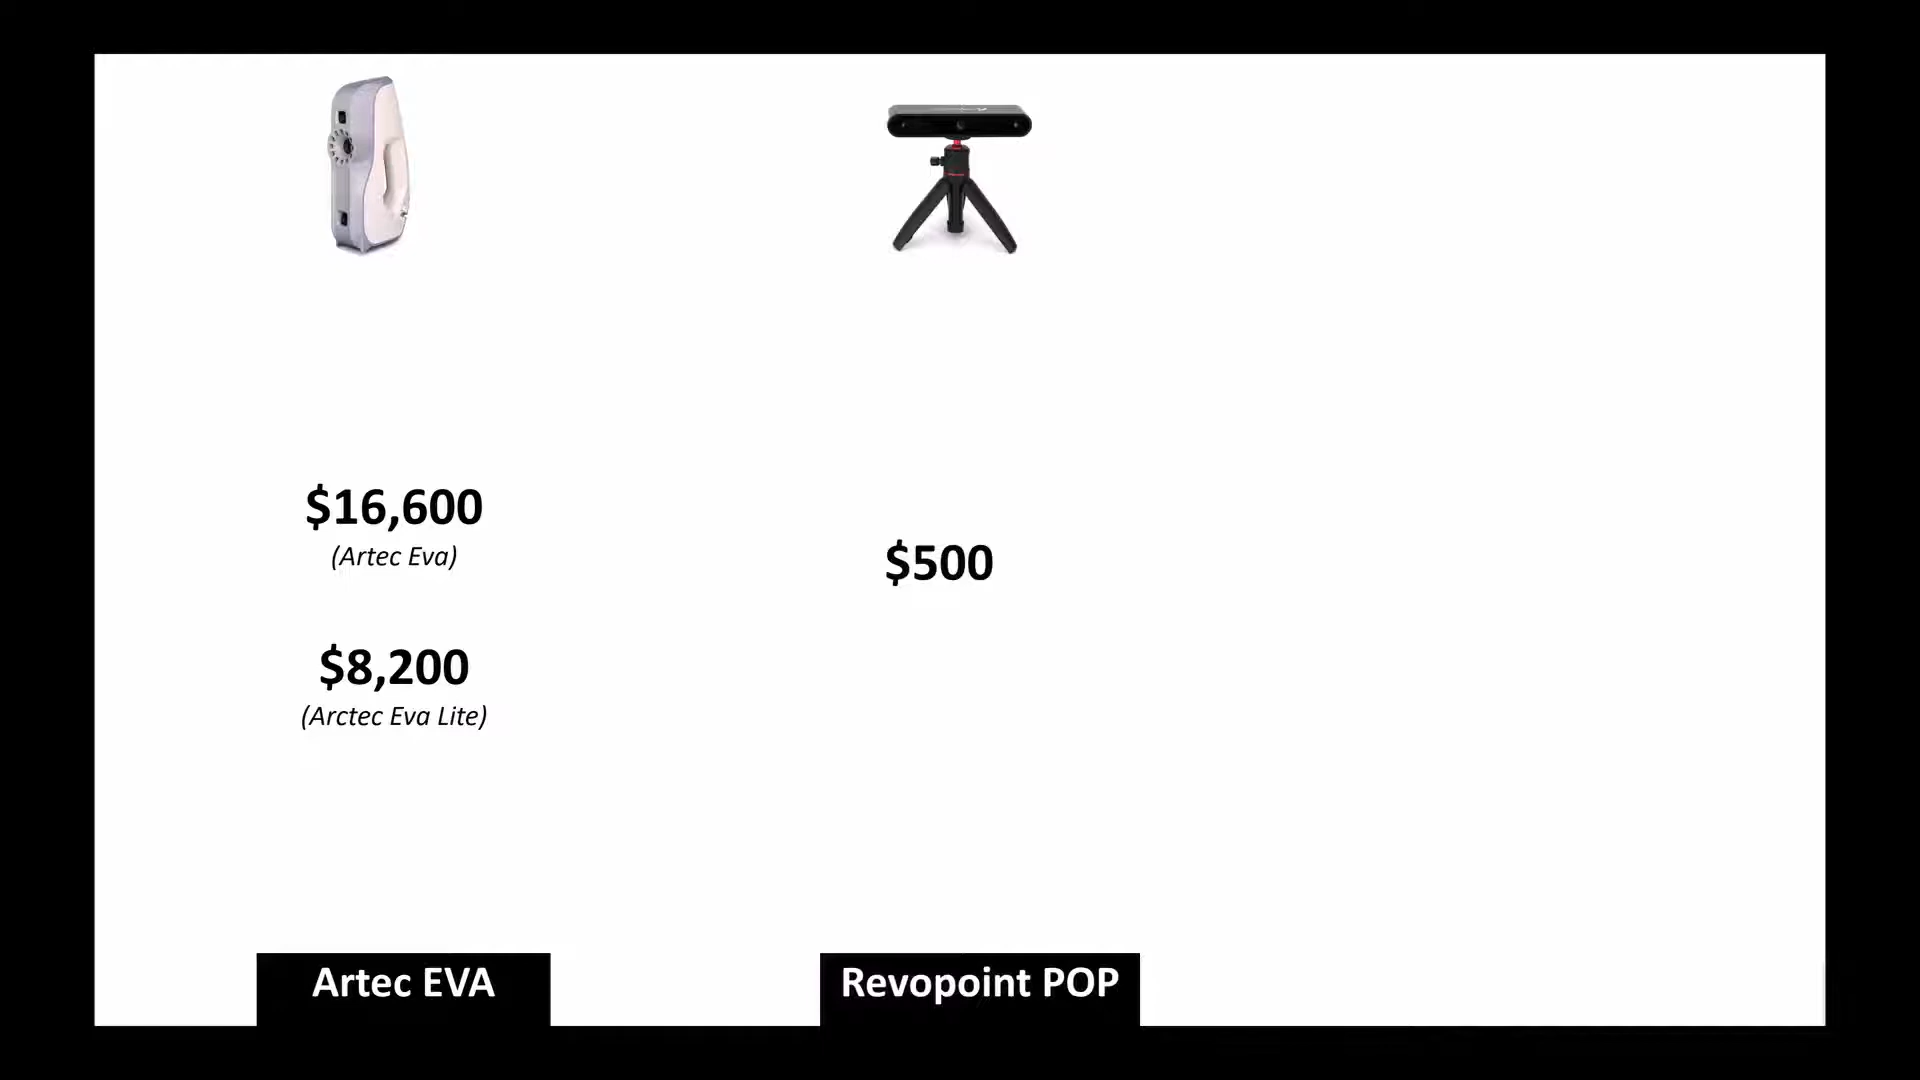 $16,600
(Artec Eva)
$8,200
(Arctec Eva Lite)
$500
Artec EVA
Revopoint POP